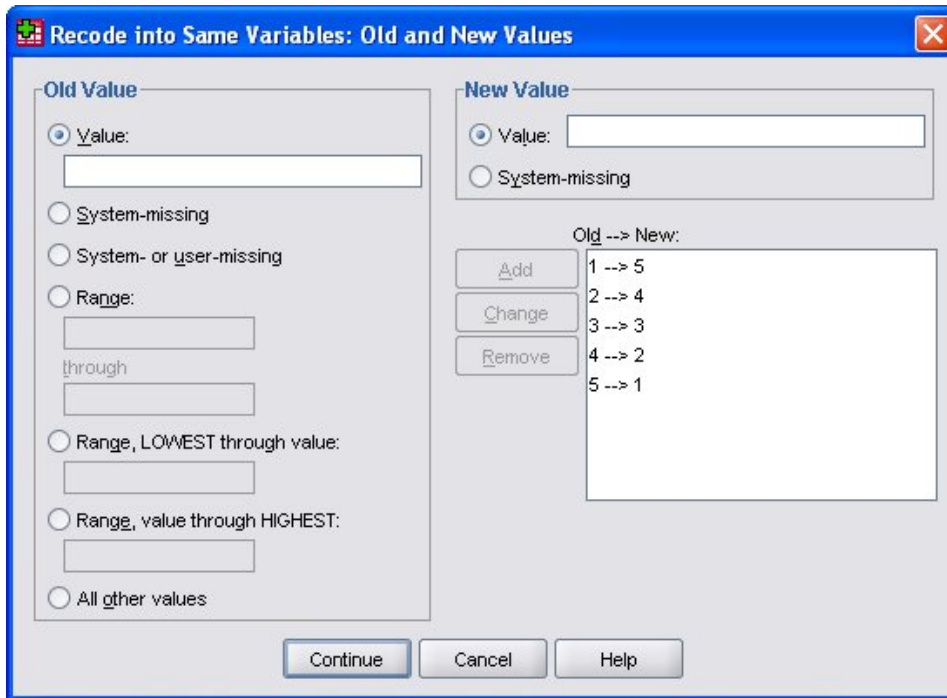 Recode into Same Variables: Old and New Values
Old Value
Value:
System-missing
System- or user-missing
Range:
through
Range, LOWEST through value:
Range, value through HIGHEST:
All other values
New Value
Value:
System-missing
Old --> New:
Add
Change
Remove
1 --> 5
2 --> 4
3 --> 3
4 --> 2
5 --> 1
Continue
Cancel
Help